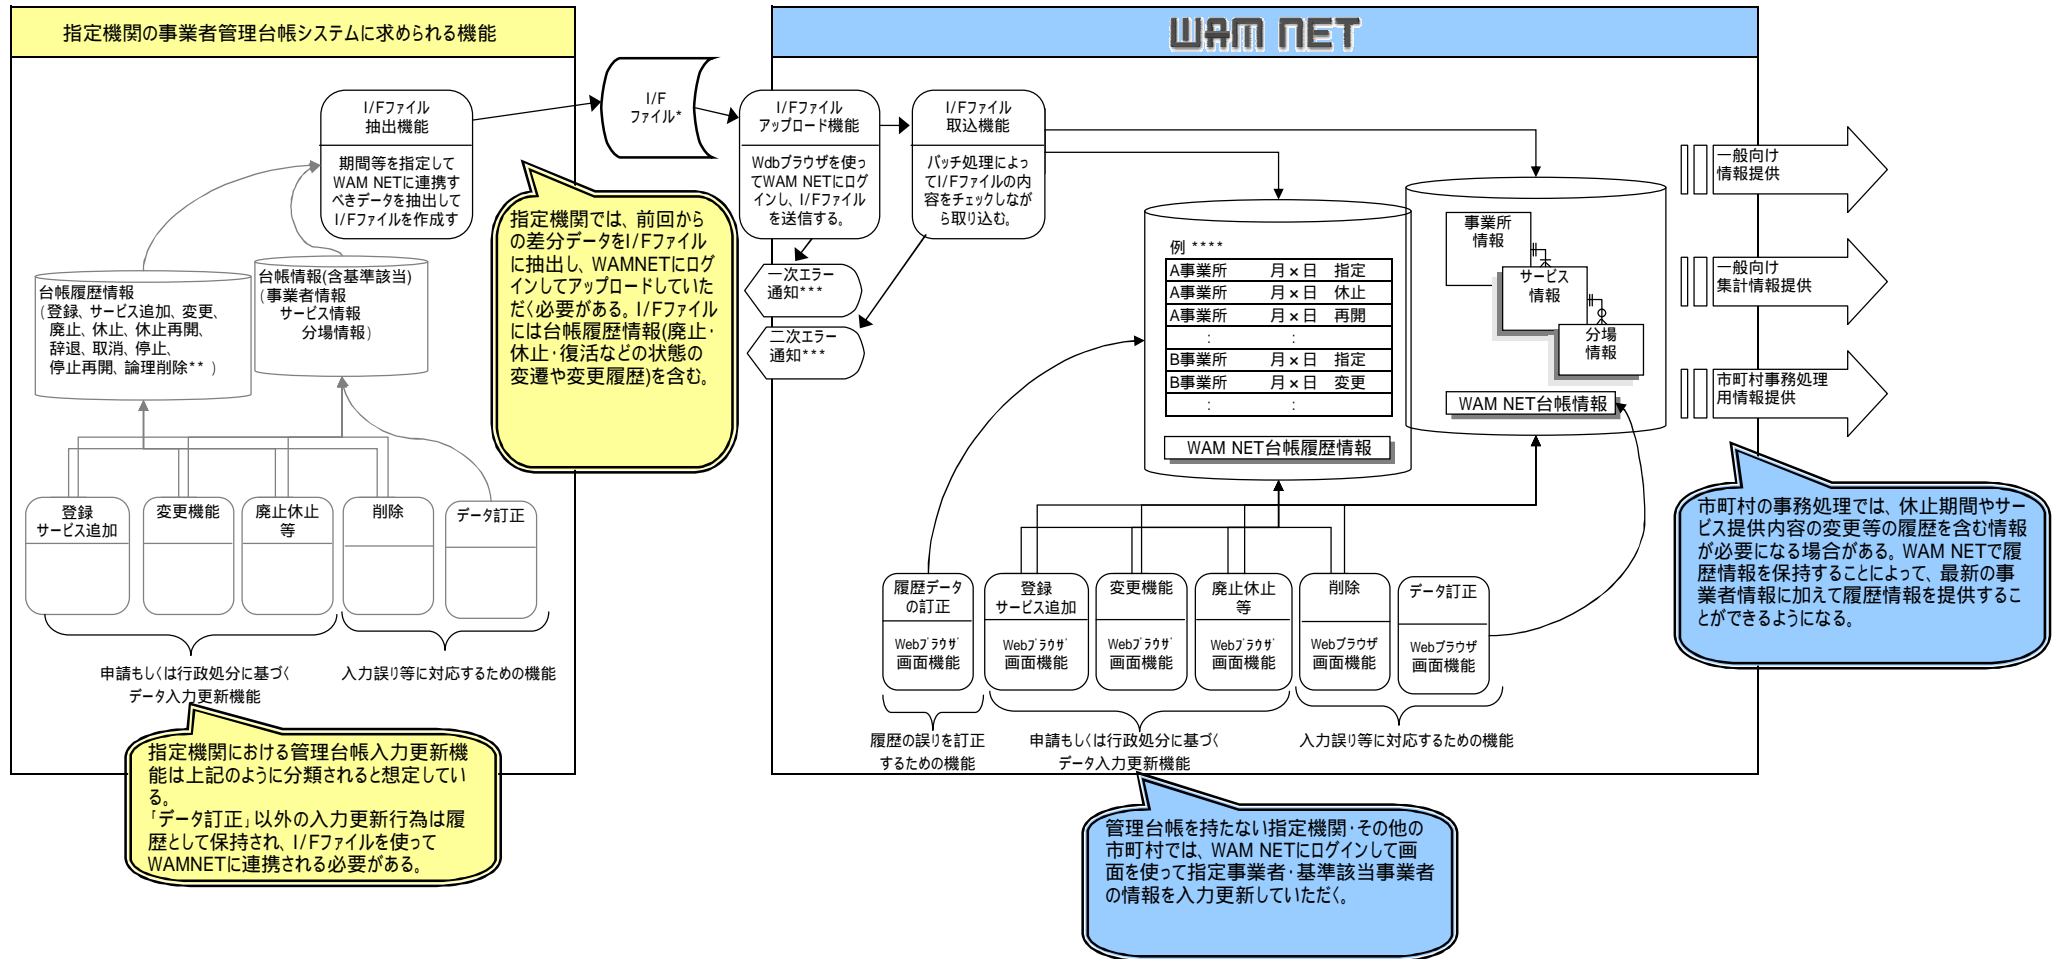 指定機関の事業者管理台帳システムに求められる機能
WAM NET
I/Fファイル
抽出機能
期間等を指定して
WAM NETに連携す
べきデータを抽出して
I/Fファイルを作成す
I/F
ファイル*
I/Fファイル
アップロード機能
Wdbブラウザを使っ
てWAM NETにログ
インし、I/Fファイル
を送信する。
I/Fファイル
取込機能
バッチ処理によっ
てI/Fファイルの内
容をチェックしなが
ら取り込む。
一次エラー
通知***
二次エラー
通知***
指定機関では、前回から
の差分データをI/Fファイル
に抽出し、WAMNETにログ
インしてアップロードしていた
だく必要がある。I/Fファイル
には台帳履歴情報(廃止・
休止・復活などの状態の
変遷や変更履歴)を含む。
台帳履歴情報
(登録、サービス追加、変更、
廃止、休止、休止再開、
辞退、取消、停止、
停止再開、論理削除** )
台帳情報(含基準該当)
(事業者情報
サービス情報
分場情報)
登録
サービス追加
変更機能
廃止休止
等
削除
データ訂正
申請もしくは行政処分に基づく
データ入力更新機能
入力誤り等に対応するための機能
指定機関における管理台帳入力更新機
能は上記のように分類されると想定してい
る。
「データ訂正」以外の入力更新行為は履
歴として保持され、I/Fファイルを使って
WAMNETに連携される必要がある。
例 ****
A事業所 月×日 指定
A事業所 月×日 休止
A事業所 月×日 再開
: :
B事業所 月×日 指定
B事業所 月×日 変更
: :
WAM NET台帳履歴情報
事業所
情報
サービス
情報
分場
情報
WAM NET台帳情報
一般向け
情報提供
一般向け
集計情報提供
市町村事務処理
用情報提供
市町村の事務処理では、休止期間やサー
ビス提供内容の変更等の履歴を含む情報
が必要になる場合がある。WAM NETで履
歴情報を保持することによって、最新の事
業者情報に加えて履歴情報を提供するこ
とができるようになる。
履歴データ
の訂正
Webブラウザ
画面機能
登録
サービス追加
Webブラウザ
画面機能
変更機能
Webブラウザ
画面機能
廃止休止
等
Webブラウザ
画面機能
削除
Webブラウザ
画面機能
データ訂正
Webブラウザ
画面機能
履歴の誤りを訂正
するための機能
申請もしくは行政処分に基づく
データ入力更新機能
入力誤り等に対応するための機能
管理台帳を持たない指定機関・その他の
市町村では、WAM NETにログインして画
面を使って指定事業者・基準該当事業者
の情報を入力更新していただく。